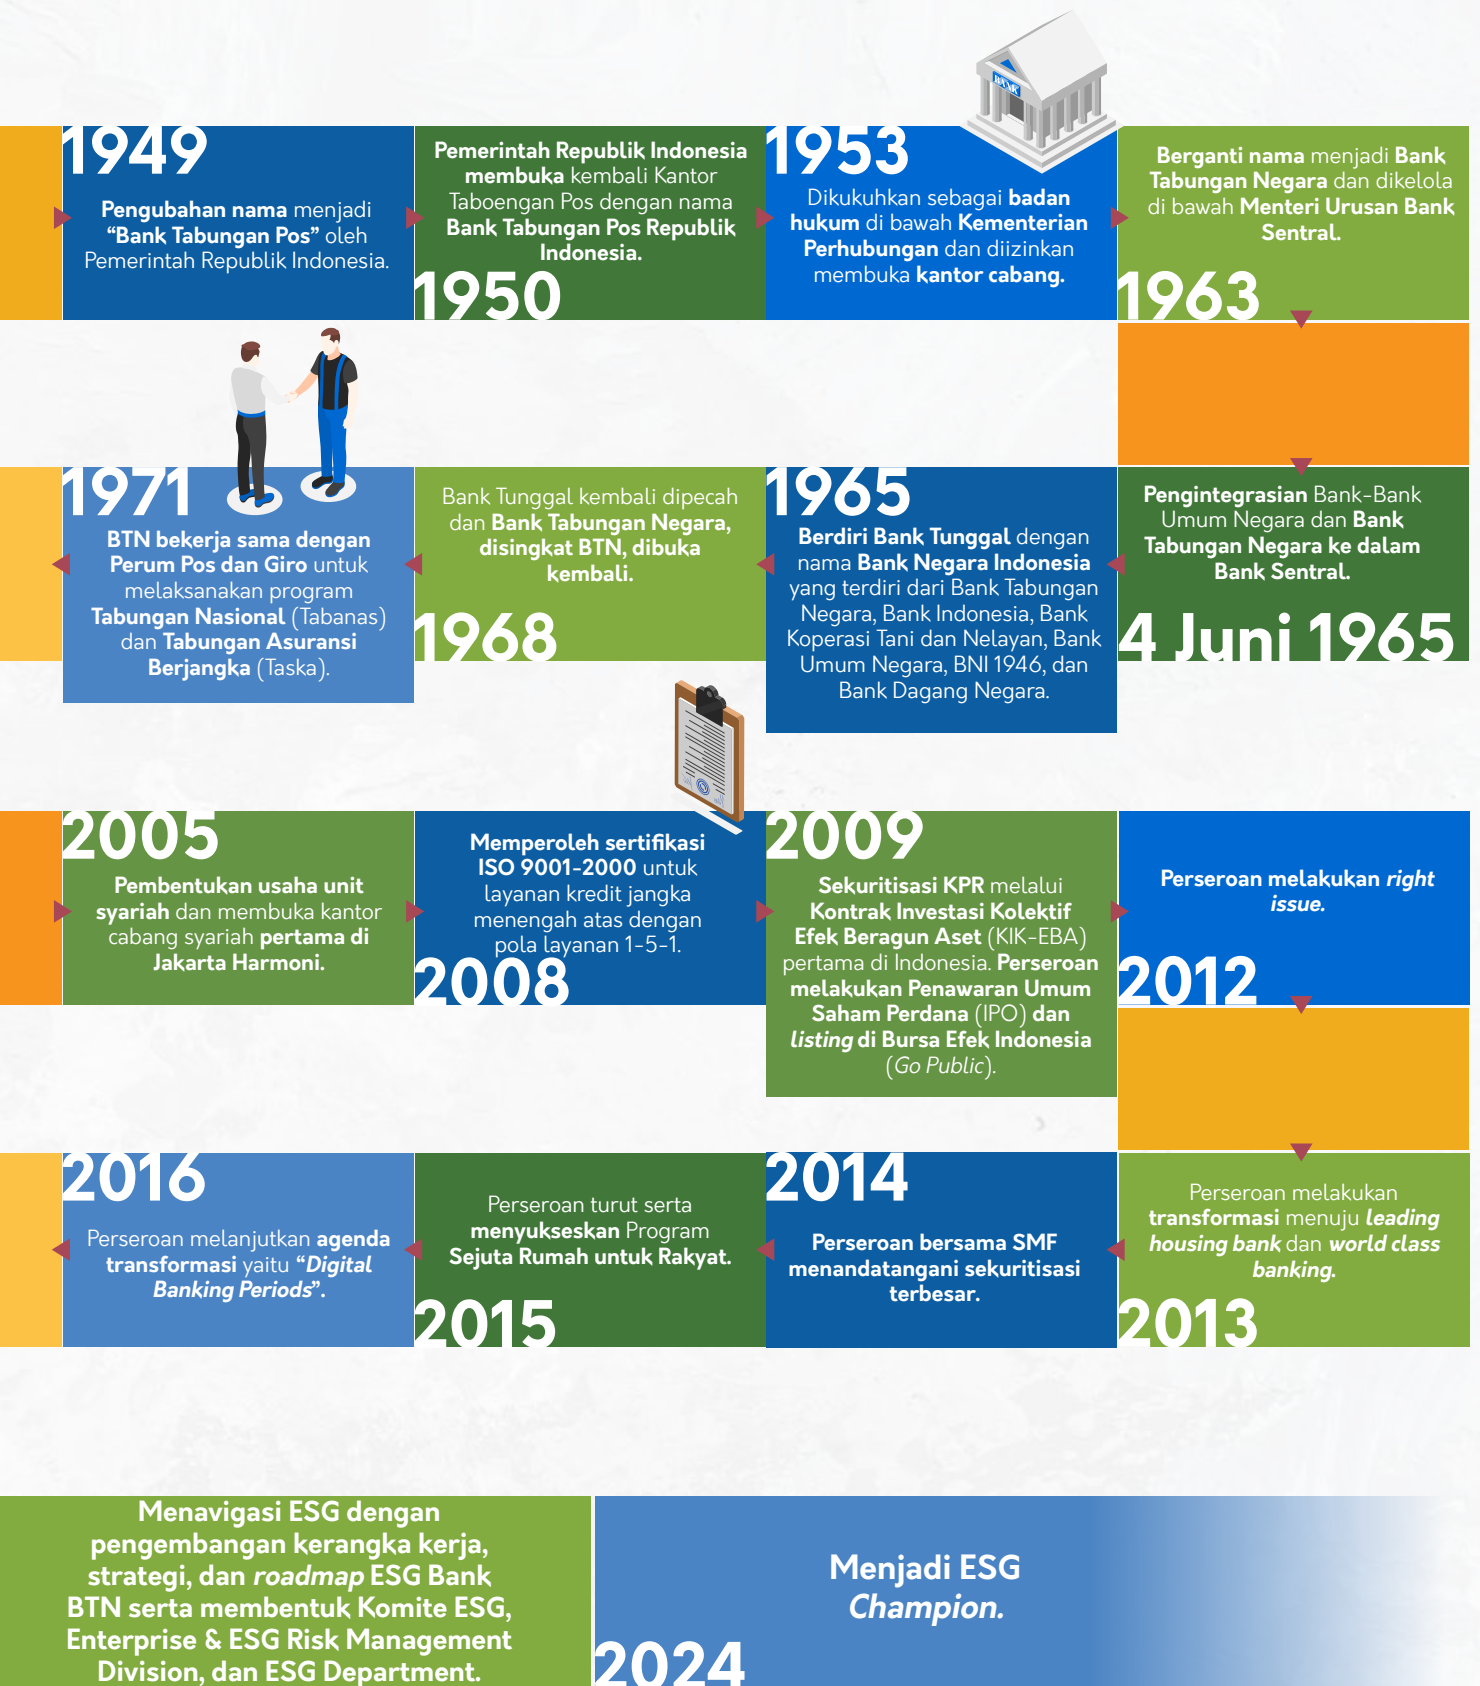 1949
Pengubahan nama menjadi
“Bank Tabungan Pos” oleh
Pemerintah Republik Indonesia.
Pemerintah Republik Indonesia
membuka kembali Kantor
Taboengan Pos dengan nama
Bank Tabungan Pos Republik
Indonesia.
1950
BANK
1953
Dikukuhkan sebagai badan
hukum di bawah Kementerian
Perhubungan dan diizinkan
membuka kantor cabang.
Berganti nama menjadi Bank
Tabungan Negara dan dikelola
di bawah Menteri Urusan Bank
Sentral.
1963
Pengintegrasian Bank-Bank
Umum Negara dan Bank
Tabungan Negara ke dalam
Bank Sentral.
4 Juni 1965
1965
Berdiri Bank Tunggal dengan
nama Bank Negara Indonesia
yang terdiri dari Bank Tabungan
Negara, Bank Indonesia, Bank
Koperasi Tani dan Nelayan, Bank
Umum Negara, BNI 1946, dan
Bank Dagang Negara.
Bank Tunggal kembali dipecah
dan Bank Tabungan Negara,
disingkat BTN, dibuka
kembali.
1968
1971
BTN bekerja sama dengan
Perum Pos dan Giro untuk
melaksanakan program
Tabungan Nasional (Tabanas)
dan Tabungan Asuransi
Berjangka (Taska).
2005
Pembentukan usaha unit
syariah dan membuka kantor
cabang syariah pertama di
Jakarta Harmoni.
Memperoleh sertifikasi
ISO 9001-2000 untuk
layanan kredit jangka
menengah atas dengan
pola layanan 1-5-1.
2008
2009
Sekuritisasi KPR melalui
Kontrak Investasi Kolektif
Efek Beragun Aset (KIK-EBA)
pertama di Indonesia. Perseroan
melakukan Penawaran Umum
Saham Perdana (IPO) dan
listing di Bursa Efek Indonesia
(Go Public).
Perseroan melakukan right
issue.
2012
Perseroan melakukan
transformasi menuju leading
housing bank dan world class
banking.
2013
2014
Perseroan bersama SMF
menandatangani sekuritisasi
terbesar.
Perseroan turut serta
menyukseskan Program
Sejuta Rumah untuk Rakyat.
2015
2016
Perseroan melanjutkan agenda
transformasi yaitu “Digital
Banking Periods”.
Menavigasi ESG dengan
pengembangan kerangka kerja,
strategi, dan roadmap ESG Bank
BTN serta membentuk Komite ESG,
Enterprise & ESG Risk Management
Division, dan ESG Department.
Menjadi ESG
Champion.
2024